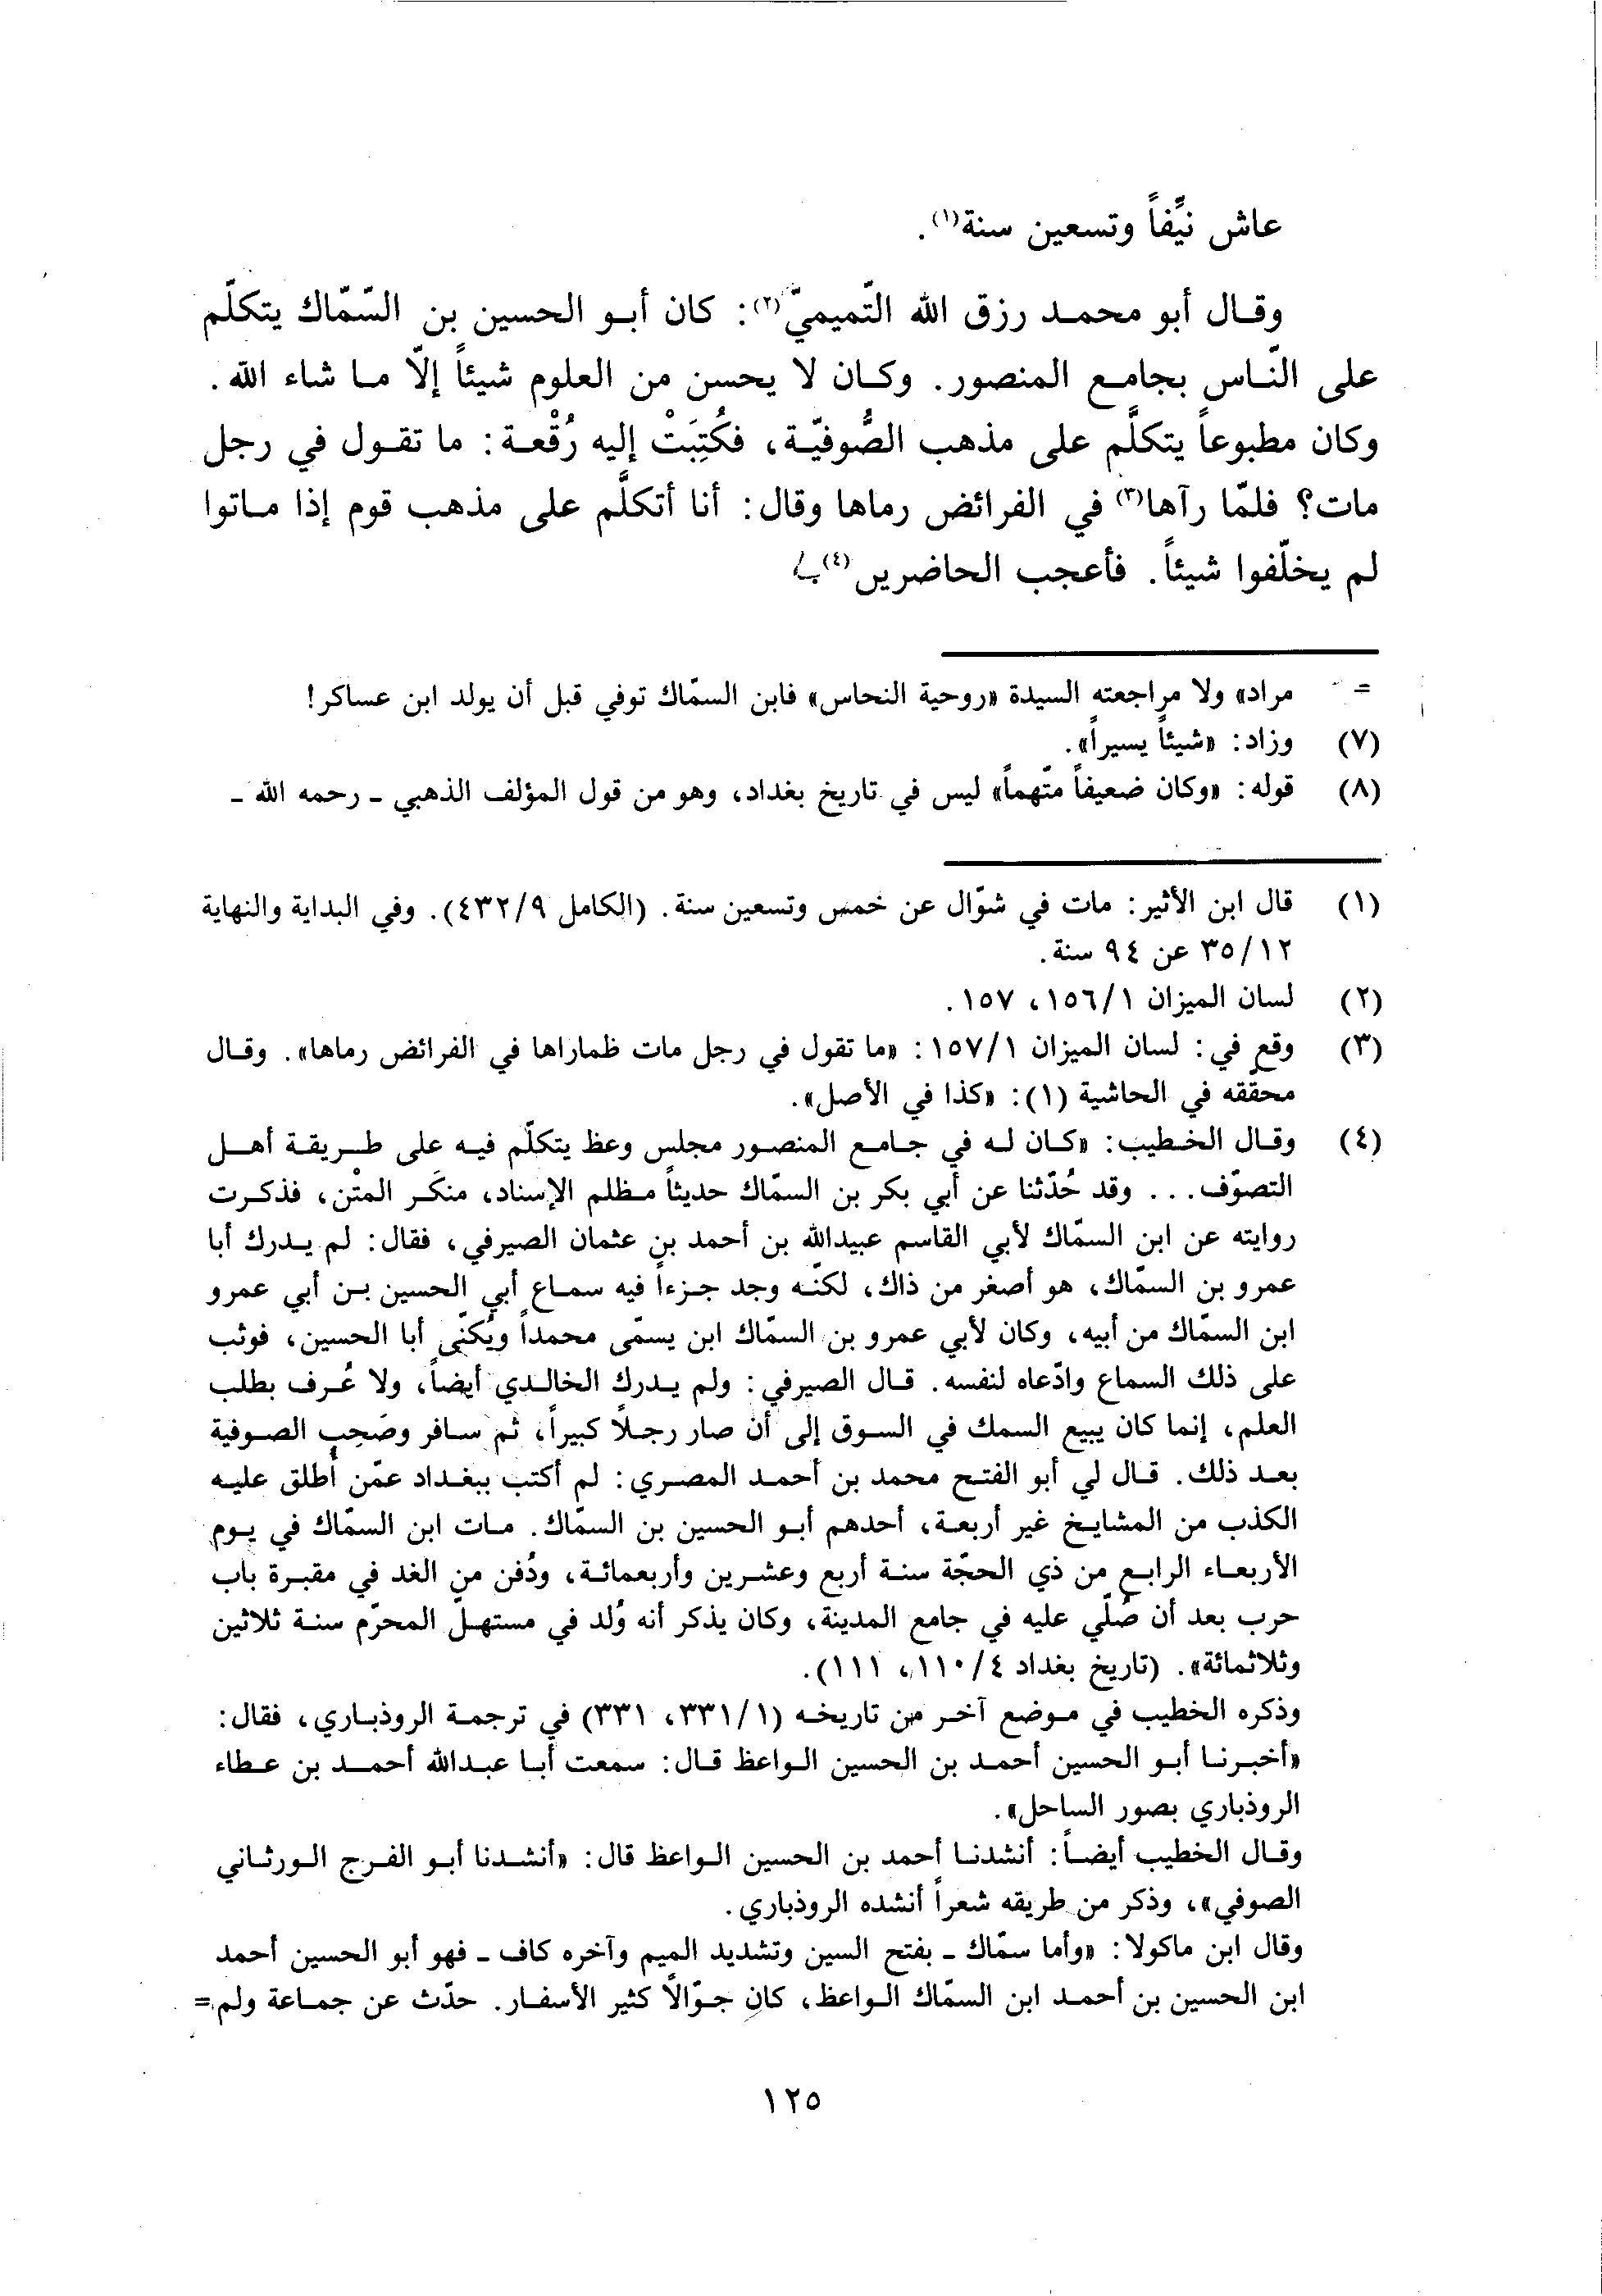 عاش نيِّفاً وتسعين سنة(١).
وقال أبو محمد رزق الله التّميميّ(٢): كان أبو الحسين بن السّمّاك يتكلّم
على النّاس بجامع المنصور. وكان لا يحسن من العلوم شيئاً إلّا ما شاء الله.
وكان مطبوعاً يتكلَّم على مذهب الصُّوفيّة، فكُتِبَتْ إليه رُقْعة: ما تقول في رجل
مات؟ فلمّا رآها(٣) في الفرائض رماها وقال: أنا أتكلَّم على مذهب قوم إذا ماتوا
لم يخلّفوا شيئاً. فأعجب الحاضرين(٤).
= مراد» ولا مراجعته السيدة «روحية النحاس» فابن السمّاك توفي قبل أن يولد ابن عساكر!
(٧) وزاد: «شيئاً يسيراً».
(٨) قوله: «وكان ضعيفاً متّهماً» ليس في تاريخ بغداد، وهو من قول المؤلف الذهبي ـ رحمه الله ـ
(١) قال ابن الأثير: مات في شوّال عن خمس وتسعين سنة. (الكامل ٤٣٢/٩). وفي البداية والنهاية
٣٥/١٢ عن ٩٤ سنة.
(٢) لسان الميزان ١٥٦/١، ١٥٧.
(٣) وقع في: لسان الميزان ١٥٧/١: «ما تقول في رجل مات ظماراها في الفرائض رماها». وقال
محققه في الحاشية (١): «كذا في الأصل».
(٤) وقال الخطيب: «كان له في جامع المنصور مجلس وعظ يتكلّم فيه على طريقة أهل
التصوّف... وقد حُدّثنا عن أبي بكر بن السمّاك حديثاً مظلم الإسناد، منكَر المتْن، فذكرت
روايته عن ابن السمّاك لأبي القاسم عبيدالله بن أحمد بن عثمان الصيرفي، فقال: لم يدرك أبا
عمرو بن السمّاك، هو أصغر من ذاك، لكنّه وجد جزءاً فيه سماع أبي الحسين بن أبي عمرو
ابن السمّاك من أبيه، وكان لأبي عمرو بن السمّاك ابن يسمّى محمداً ويُكنّى أبا الحسين، فوثب
على ذلك السماع وادّعاه لنفسه. قال الصيرفي: ولم يدرك الخالدي أيضاً، ولا عُرف بطلب
العلم، إنما كان يبيع السمك في السوق إلى أن صار رجلاً كبيراً، ثم سافر وصَحِب الصوفية
بعد ذلك. قال لي أبو الفتح محمد بن أحمد المصري: لم أكتب ببغداد عمّن أطلق عليه
الكذب من المشايخ غير أربعة، أحدهم أبو الحسين بن السمّاك. مات ابن السمّاك في يوم
الأربعاء الرابع من ذي الحجّة سنة أربع وعشرين وأربعمائة، ودُفن من الغد في مقبرة باب
حرب بعد أن صُلّي عليه في جامع المدينة، وكان يذكر أنه وُلد في مستهلّ المحرّم سنة ثلاثين
وثلاثمائة». (تاريخ بغداد ١١٠/٤، ١١١).
وذكره الخطيب في موضع آخر من تاريخه (٣٣١/١، ٣٣١) في ترجمة الروذباري، فقال:
«أخبرنا أبو الحسين أحمد بن الحسين الواعظ قال: سمعت أبا عبدالله أحمد بن عطاء
الروذباري بصور الساحل».
وقال الخطيب أيضاً: أنشدنا أحمد بن الحسين الواعظ قال: «أنشدنا أبو الفرج الورثاني
الصوفي»، وذكر من طريقه شعراً أنشده الروذباري.
وقال ابن ماكولا: «وأما سمّاك ـ بفتح السين وتشديد الميم وآخره كاف ـ فهو أبو الحسين أحمد
ابن الحسين بن أحمد ابن السمّاك الواعظ، كان جوّالاً كثير الأسفار. حدّث عن جماعة ولم =
١٢٥